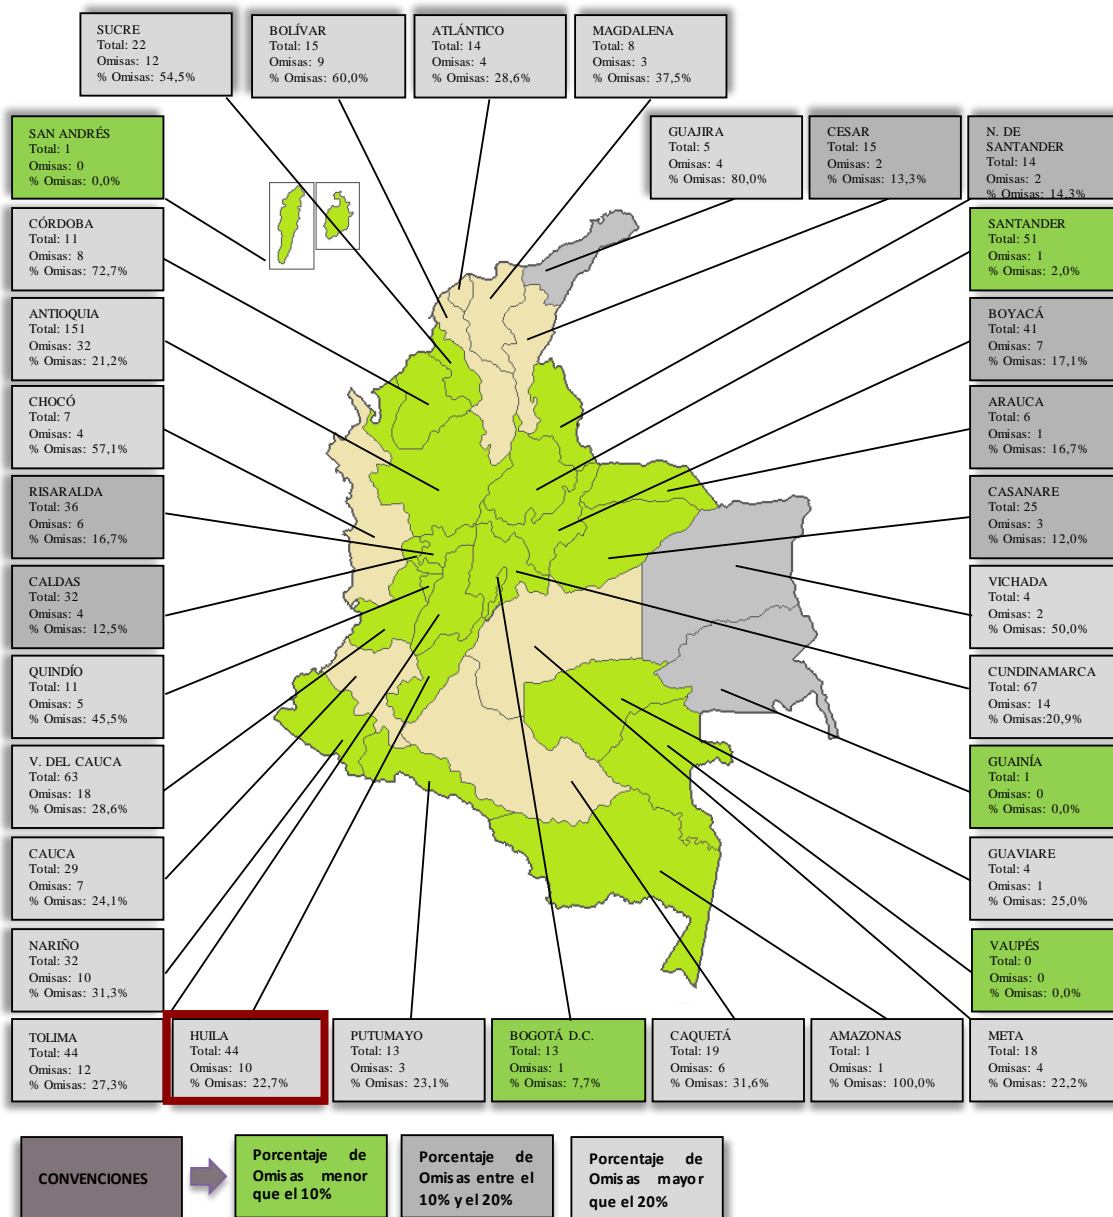 SUCRE
Total: 22
Omisas: 12
% Omisas: 54,5%
BOLÍVAR
Total: 15
Omisas: 9
% Omisas: 60,0%
ATLÁNTICO
Total: 14
Omisas: 4
% Omisas: 28,6%
MAGDALENA
Total: 8
Omisas: 3
% Omisas: 37,5%
SAN ANDRÉS
Total: 1
Omisas: 0
% Omisas: 0,0%
GUAJIRA
Total: 5
Omisas: 4
% Omisas: 80,0%
CESAR
Total: 15
Omisas: 2
% Omisas: 13,3%
N. DE
SANTANDER
Total: 14
Omisas: 2
% Omisas: 14,3%
CÓRDOBA
Total: 11
Omisas: 8
% Omisas: 72,7%
SANTANDER
Total: 51
Omisas: 1
% Omisas: 2,0%
ANTIOQUIA
Total: 151
Omisas: 32
% Omisas: 21,2%
BOYACÁ
Total: 41
Omisas: 7
% Omisas: 17,1%
CHOCÓ
Total: 7
Omisas: 4
% Omisas: 57,1%
ARAUCA
Total: 6
Omisas: 1
% Omisas: 16,7%
RISARALDA
Total: 36
Omisas: 6
% Omisas: 16,7%
CASANARE
Total: 25
Omisas: 3
% Omisas: 12,0%
CALDAS
Total: 32
Omisas: 4
% Omisas: 12,5%
VICHADA
Total: 4
Omisas: 2
% Omisas: 50,0%
QUINDÍO
Total: 11
Omisas: 5
% Omisas: 45,5%
CUNDINAMARCA
Total: 67
Omisas: 14
% Omisas:20,9%
V. DEL CAUCA
Total: 63
Omisas: 18
% Omisas: 28,6%
GUAINÍA
Total: 1
Omisas: 0
% Omisas: 0,0%
CAUCA
Total: 29
Omisas: 7
% Omisas: 24,1%
GUAVIARE
Total: 4
Omisas: 1
% Omisas: 25,0%
NARIÑO
Total: 32
Omisas: 10
% Omisas: 31,3%
VAUPÉS
Total: 0
Omisas: 0
% Omisas: 0,0%
TOLIMA
Total: 44
Omisas: 12
% Omisas: 27,3%
HUILA
Total: 44
Omisas: 10
% Omisas: 22,7%
PUTUMAYO
Total: 13
Omisas: 3
% Omisas: 23,1%
BOGOTÁ D.C.
Total: 13
Omisas: 1
% Omisas: 7,7%
CAQUETÁ
Total: 19
Omisas: 6
% Omisas: 31,6%
AMAZONAS
Total: 1
Omisas: 1
% Omisas: 100,0%
META
Total: 18
Omisas: 4
% Omisas: 22,2%
CONVENCIONES
Porcentaje de
Omisas menor
que el 10%
Porcentaje de
Omisas entre el
10% y el 20%
Porcentaje de
Omisas mayor
que el 20%